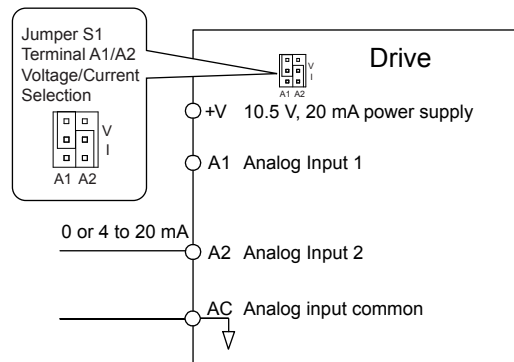 Jumper S1
Terminal A1/A2
Voltage/Current
Selection
V
I
A1 A2
Drive
V
I
A1 A2
+V 10.5 V, 20 mA power supply
A1 Analog Input 1
0 or 4 to 20 mA
A2 Analog Input 2
AC Analog input common